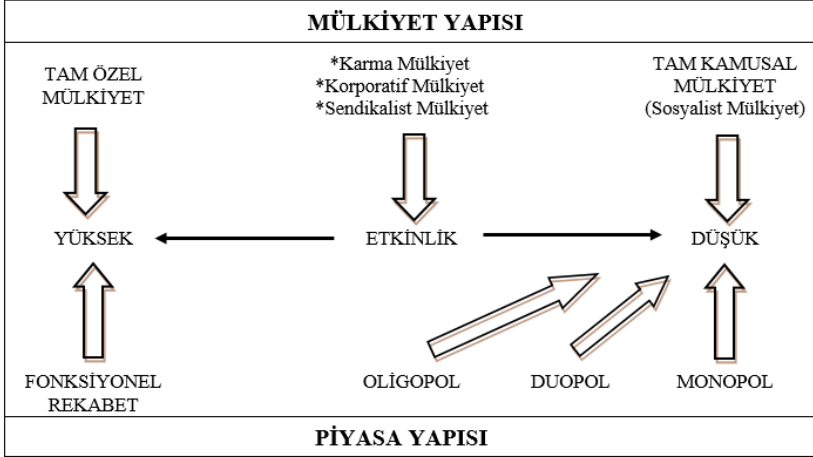 MÜLKİYET YAPISI
TAM ÖZEL
MÜLKİYET
*Karma Mülkiyet
*Korporatif Mülkiyet
*Sendikalist Mülkiyet
TAM KAMUSAL
MÜLKİYET
(Sosyalist Mülkiyet)
YÜKSEK
ETKİNLİK
DÜŞÜK
FONKSİYONEL
REKABET
OLİGOPOL
DUOPOL
MONOPOL
PİYASA YAPISI